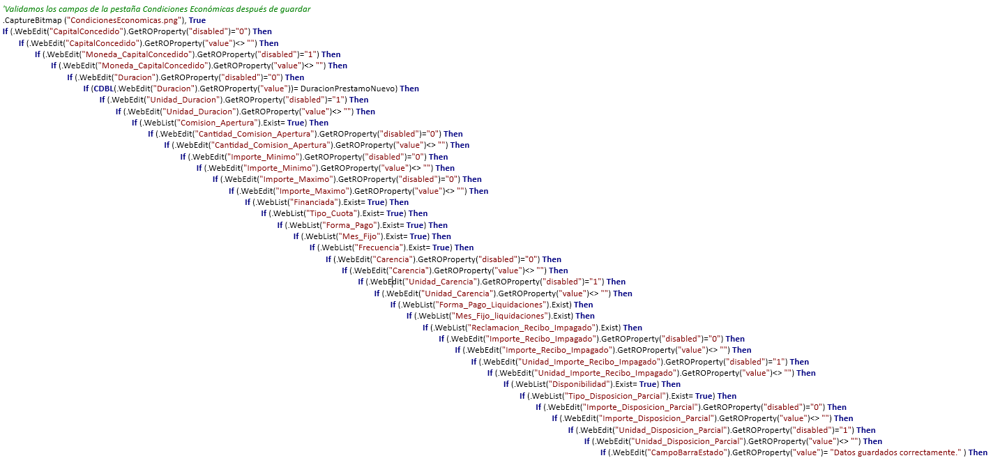 'Validamos los campos de la pestaña Condiciones Económicas después de guardar
.CaptureBitmap ("CondicionesEconomicas.png"), True
If (.WebEdit("CapitalConcedido").GetROProperty("disabled")="0") Then
If (.WebEdit("CapitalConcedido").GetROProperty("value")<> "") Then
If (.WebEdit("Moneda_CapitalConcedido").GetROProperty("disabled")="1") Then
If (.WebEdit("Moneda_CapitalConcedido").GetROProperty("value")<> "") Then
If (.WebEdit("Duracion").GetROProperty("disabled")="0") Then
If (CDBL(.WebEdit("Duracion").GetROProperty("value"))= DuracionPrestamoNuevo) Then
If (.WebEdit("Unidad_Duracion").GetROProperty("disabled")="1") Then
If (.WebEdit("Unidad_Duracion").GetROProperty("value")<> "") Then
If (.WebList("Comision_Apertura").Exist= True) Then
If (.WebEdit("Cantidad_Comision_Apertura").GetROProperty("disabled")="0") Then
If (.WebEdit("Cantidad_Comision_Apertura").GetROProperty("value")<> "") Then
If (.WebEdit("Importe_Minimo").GetROProperty("disabled")="0") Then
If (.WebEdit("Importe_Minimo").GetROProperty("value")<> "") Then
If (.WebEdit("Importe_Maximo").GetROProperty("disabled")="0") Then
If (.WebEdit("Importe_Maximo").GetROProperty("value")<> "") Then
If (.WebList("Financiada").Exist= True) Then
If (.WebList("Tipo_Cuota").Exist= True) Then
If (.WebList("Forma_Pago").Exist= True) Then
If (.WebList("Mes_Fijo").Exist= True) Then
If (.WebList("Frecuencia").Exist= True) Then
If (.WebEdit("Carencia").GetROProperty("disabled")="0") Then
If (.WebEdit("Carencia").GetROProperty("value")<> "") Then
If (.WebEdit("Unidad_Carencia").GetROProperty("disabled")="1") Then
If (.WebEdit("Unidad_Carencia").GetROProperty("value")<> "") Then
If (.WebList("Forma_Pago_Liquidaciones").Exist) Then
If (.WebList("Mes_Fijo_liquidaciones").Exist) Then
If (.WebList("Reclamacion_Recibo_Impagado").Exist) Then
If (.WebEdit("Importe_Recibo_Impagado").GetROProperty("disabled")="0") Then
If (.WebEdit("Importe_Recibo_Impagado").GetROProperty("value")<> "") Then
If (.WebEdit("Unidad_Importe_Recibo_Impagado").GetROProperty("disabled")="1") Then
If (.WebEdit("Unidad_Importe_Recibo_Impagado").GetROProperty("value")<> "") Then
If (.WebList("Disponibilidad").Exist= True) Then
If (.WebList("Tipo_Disposicion_Parcial").Exist= True) Then
If (.WebEdit("Importe_Disposicion_Parcial").GetROProperty("disabled")="0") Then
If (.WebEdit("Importe_Disposicion_Parcial").GetROProperty("value")<> "") Then
If (.WebEdit("Unidad_Disposicion_Parcial").GetROProperty("disabled")="1") Then
If (.WebEdit("Unidad_Disposicion_Parcial").GetROProperty("value")<> "") Then
If (.WebEdit("CampoBarraEstado").GetROProperty("value")= "Datos guardados correctamente." ) Then